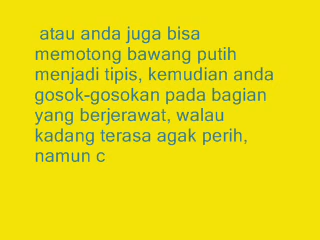 atau anda juga bisa
memotong bawang putih
menjadi tipis, kemudian anda
gosok-gosokan pada bagian
yang berjerawat, walau
kadang terasa agak perih,
namun c